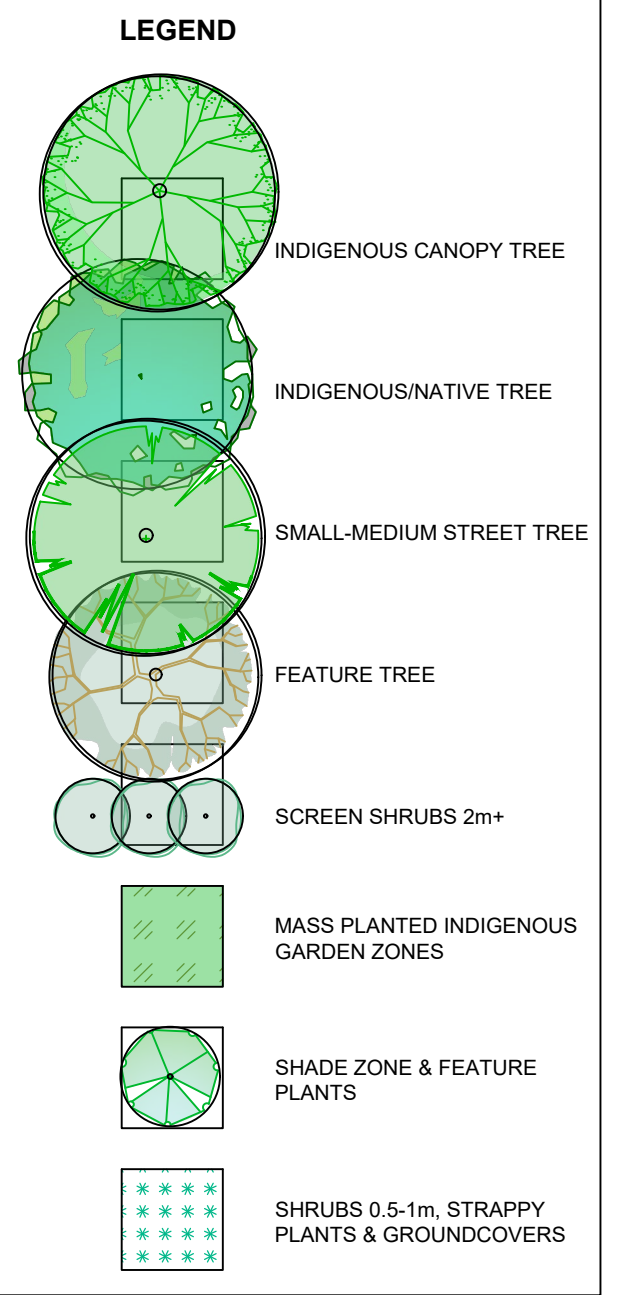 LEGEND
INDIGENOUS CANOPY TREE
INDIGENOUS/NATIVE TREE
SMALL-MEDIUM STREET TREE
FEATURE TREE
SCREEN SHRUBS 2m+
MASS PLANTED INDIGENOUS
GARDEN ZONES
SHADE ZONE & FEATURE
PLANTS
SHRUBS 0.5-1m, STRAPPY
PLANTS & GROUNDCOVERS